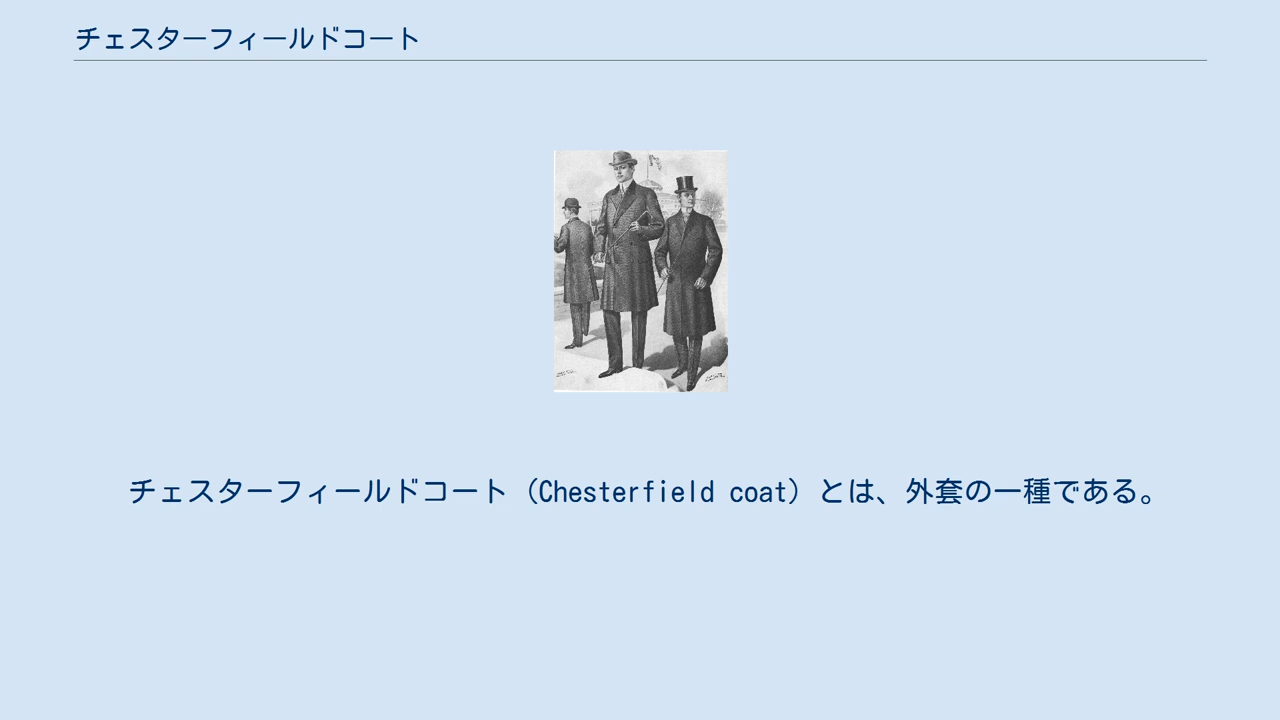 チェスターフィールドコート
チェスターフィールドコート（Chesterfield coat）とは、外套の一種である。